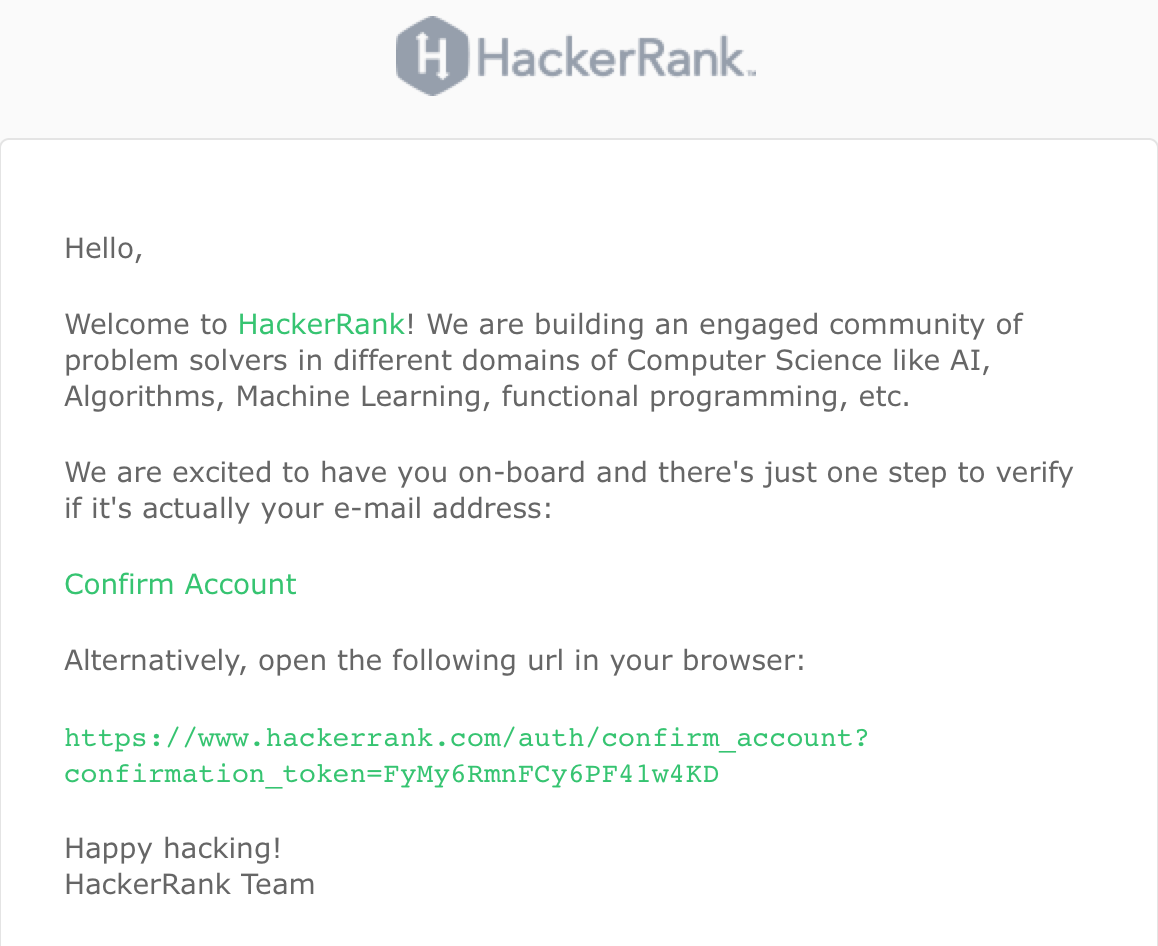 HackerRank
Hello,
Welcome to HackerRank! We are building an engaged community of
problem solvers in different domains of Computer Science like AI,
Algorithms, Machine Learning, functional programming, etc.
We are excited to have you on-board and there's just one step to verify
if it's actually your e-mail address:
Confirm Account
Alternatively, open the following url in your browser:
https://www.hackerrank.com/auth/confirm_account?
confirmation_token=FyMy6RmnFCy6PF41w4KD
Happy hacking!
HackerRank Team